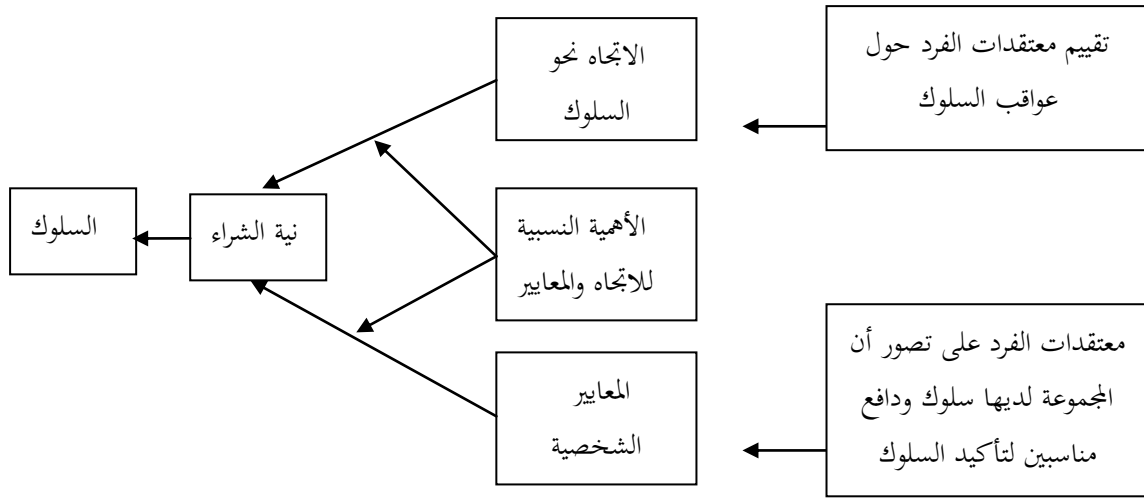 تقييم معتقدات الفرد حول
عواقب السلوك
الاتجاه نحو
السلوك
الأهمية النسبية
للاتجاه والمعايير
نية الشراء
السلوك
معتقدات الفرد على تصور أن
المجموعة لديها سلوك ودافع
مناسبين لتأكيد السلوك
المعايير
الشخصية